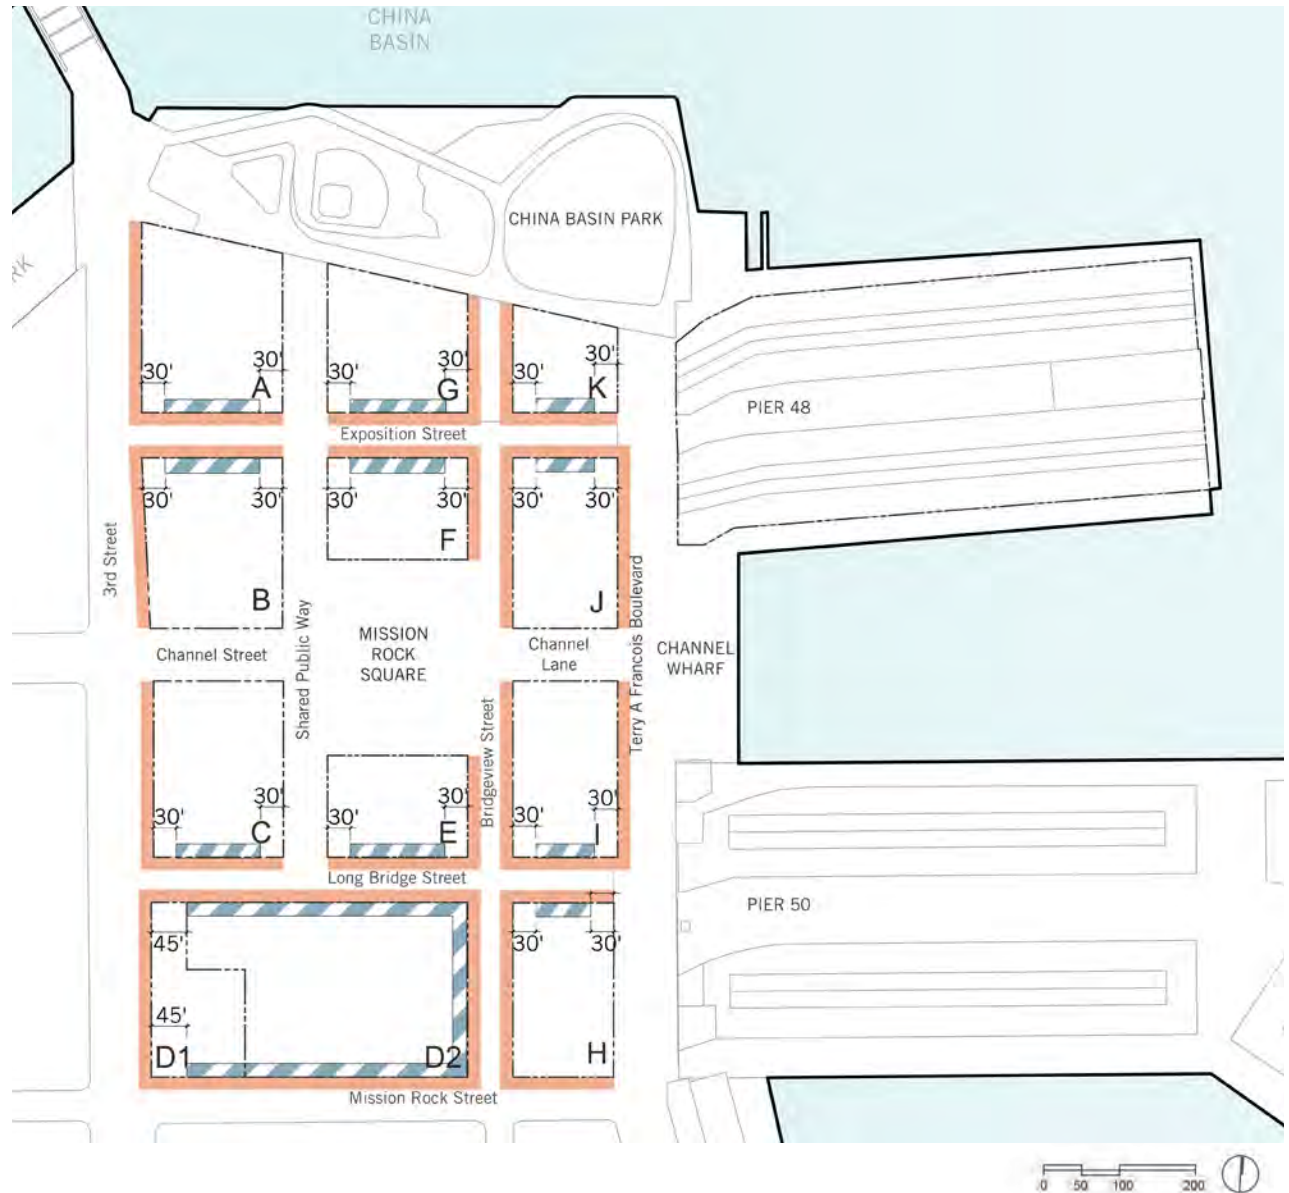 CHINA
BASIN
RK
CHINA BASIN PARK
30'
30'
A
30'
30'
G
30'
30'
K
PIER 48
Exposition Street
30'
30'
30'
30'
30'
30'
F
3rd Street
B
J
Shared Public Way
MISSION
ROCK
SQUARE
Channel Street
Channel
Lane
Terry A Francois Boulevard
CHANNEL
WHARF
Bridgeview Street
30'
30'
C
30'
30'
E
30'
30'
I
Long Bridge Street
PIER 50
45'
30'
30'
45'
D1
D2
H
Mission Rock Street
0 50 100 200